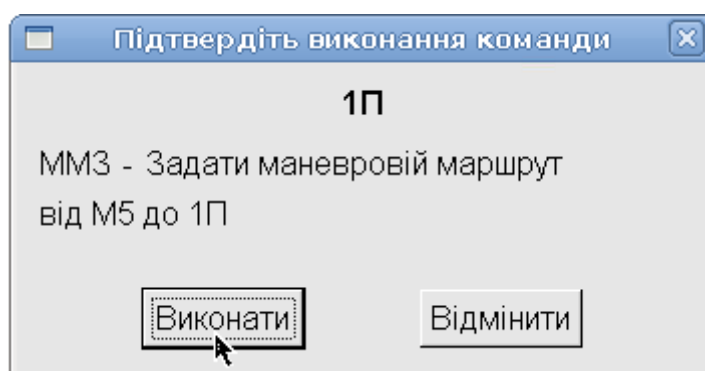 Підтвердіть виконання команди
1П
ММЗ - Задати маневровій маршрут
від М5 до 1П
Виконати Відмінити